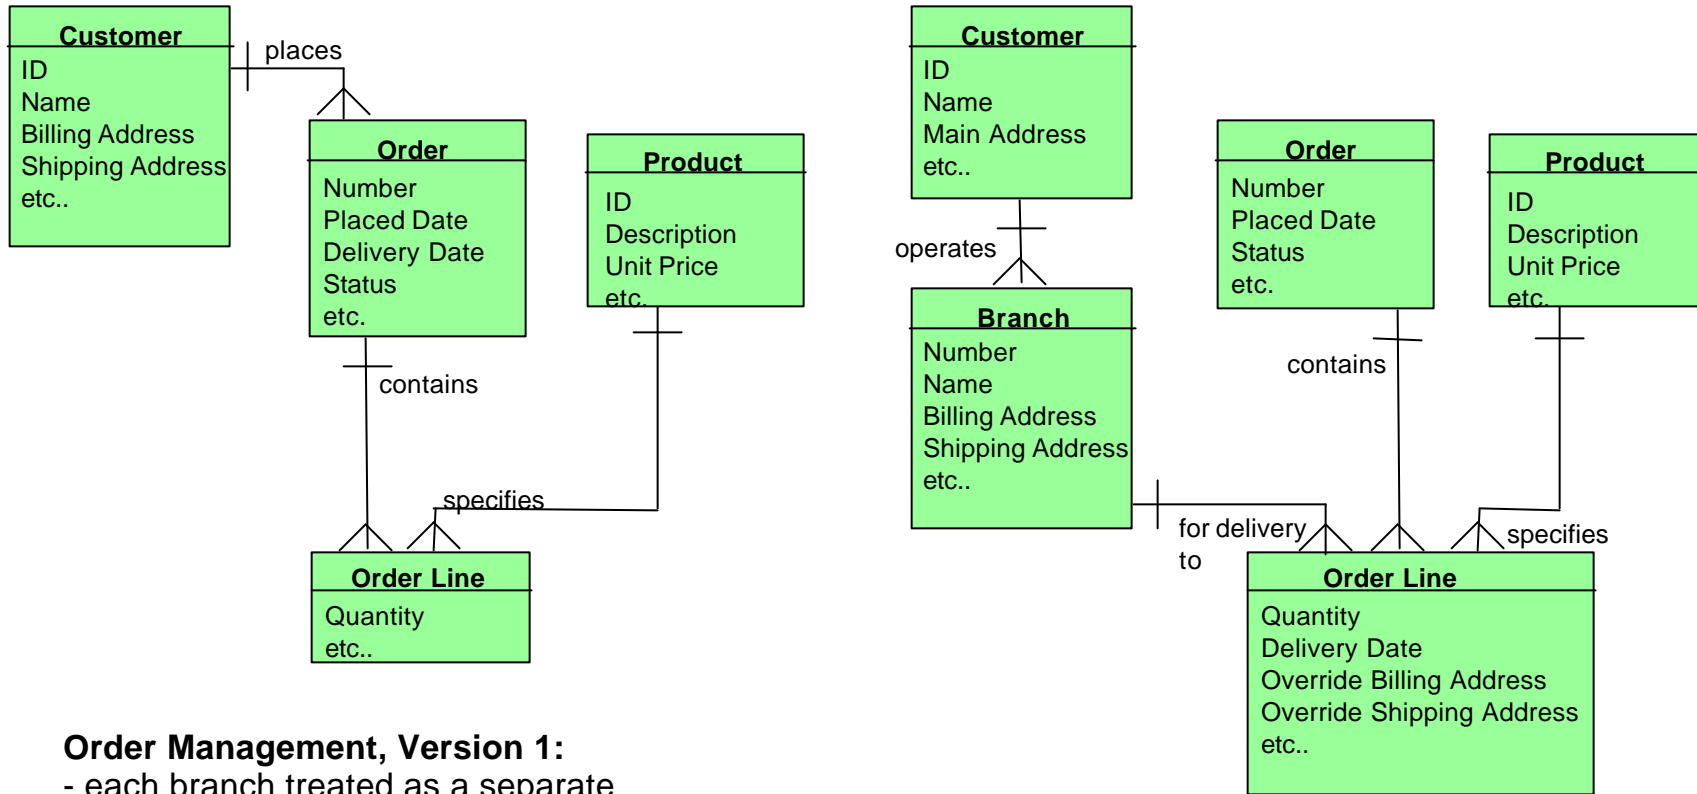 Customer
ID
Name
Billing Address
Shipping Address
etc..
places
Order
Number
Placed Date
Delivery Date
Status
etc.
Product
ID
Description
Unit Price
etc.
contains
specifies
Order Line
Quantity
etc..
Order Management, Version 1:
- each branch treated as a separate
Customer
ID
Name
Main Address
etc..
operates
Branch
Number
Name
Billing Address
Shipping Address
etc..
Order
Number
Placed Date
Status
etc.
Product
ID
Description
Unit Price
etc.
contains
for delivery
to
specifies
Order Line
Quantity
Delivery Date
Override Billing Address
Override Shipping Address
etc..